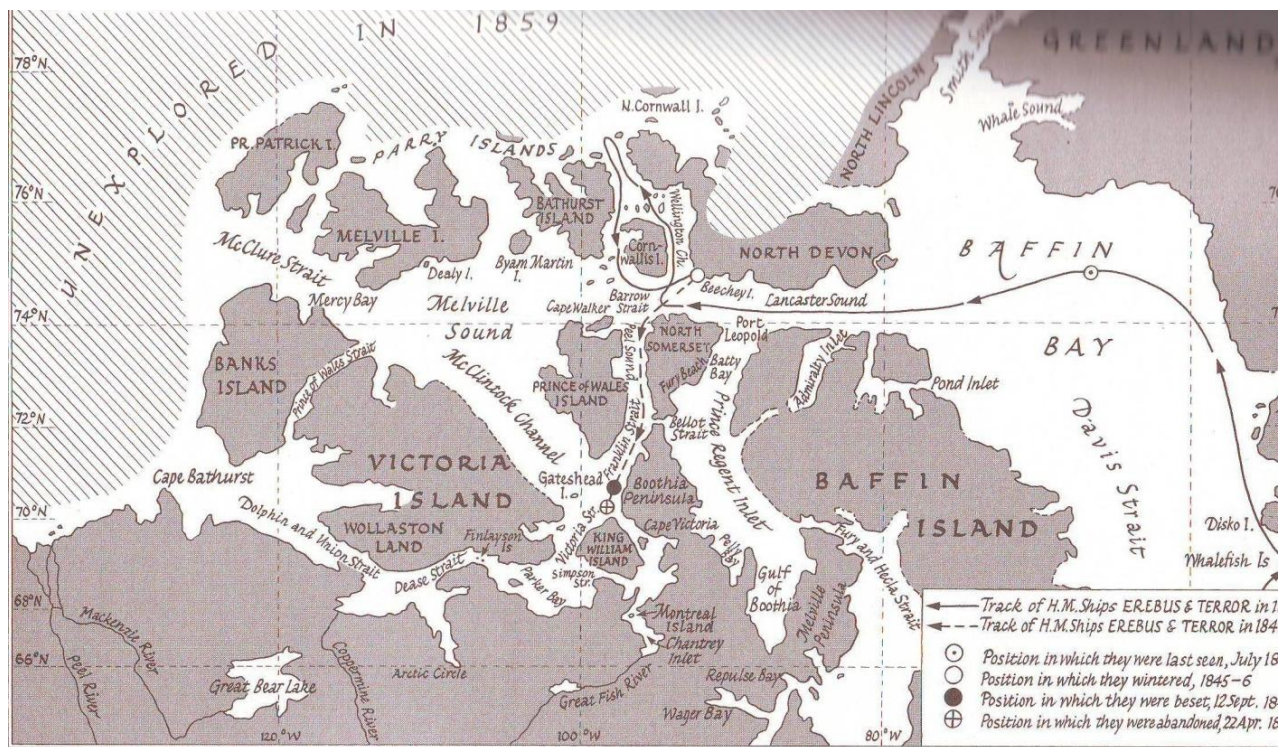 UNEXPLORED IN 1859
GREENLAND
78°N
76°N
74°N
72°N
70°N
68°N
66°N
120°W
100°W
80°W
Smith Sound
Whale Sound
NORTH LINCOLN
N. Cornwall I.
PR. PATRICK I.
PARRY ISLANDS
BATHURST
ISLAND
Wellington Ch.
MELVILLE I.
Corn-
wallis I.
NORTH DEVON
BAFFIN
BAY
McClure Strait
Dealy I.
Byam Martin
I.
Beechey I.
Mercy Bay
Melville
Sound
Barrow
Strait
Cape Walker
Lancaster Sound
Port
Leopold
NORTH
SOMERSET
Peel Sound
BANKS
ISLAND
Prince of Wales Strait
McClintock Channel
PRINCE OF WALES
ISLAND
Fury Beach
Batty
Bay
Admiralty Inlet
Pond Inlet
Prince Regent Inlet
Bellot
Strait
Franklin Strait
Davis Strait
Cape Bathurst
VICTORIA
ISLAND
Gateshead
I.
Boothia
Peninsula
BAFFIN
ISLAND
Dolphin and Union Strait
WOLLASTON
LAND
Finlayson
Is
Victoria Str.
KING
WILLIAM
ISLAND
Cape Victoria
Pelly
Bay
Fury and Hecla Strait
Disko I.
Whalefish Is
Dease Strait
Parker Bay
Simpson
Str.
Gulf
of
Boothia
Melville
Peninsula
Mackenzie River
Peel River
Great Bear Lake
Coppermine River
Arctic Circle
Montreal
Island
Chantrey
Inlet
Great Fish River
Repulse Bay
Wager Bay
Track of H.M. Ships EREBUS & TERROR in 1
Track of H.M. Ships EREBUS & TERROR in 184
Position in which they were last seen, July 18
Position in which they wintered, 1845-6
Position in which they were beset, 12 Sept. 18
Position in which they were abandoned, 22 Apr. 18